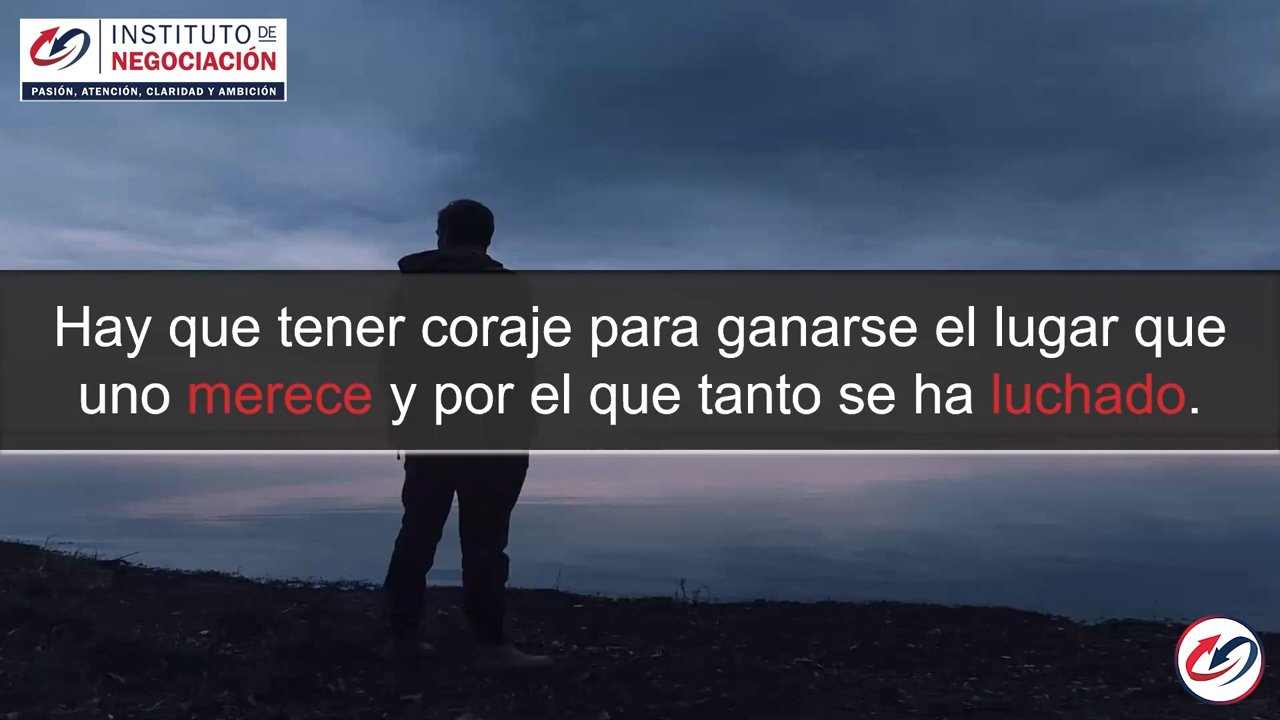 INSTITUTO DE
NEGOCIACIÓN
PASIÓN, ATENCIÓN, CLARIDAD Y AMBICIÓN
Hay que tener coraje para ganarse el lugar que
uno merece y por el que tanto se ha luchado.